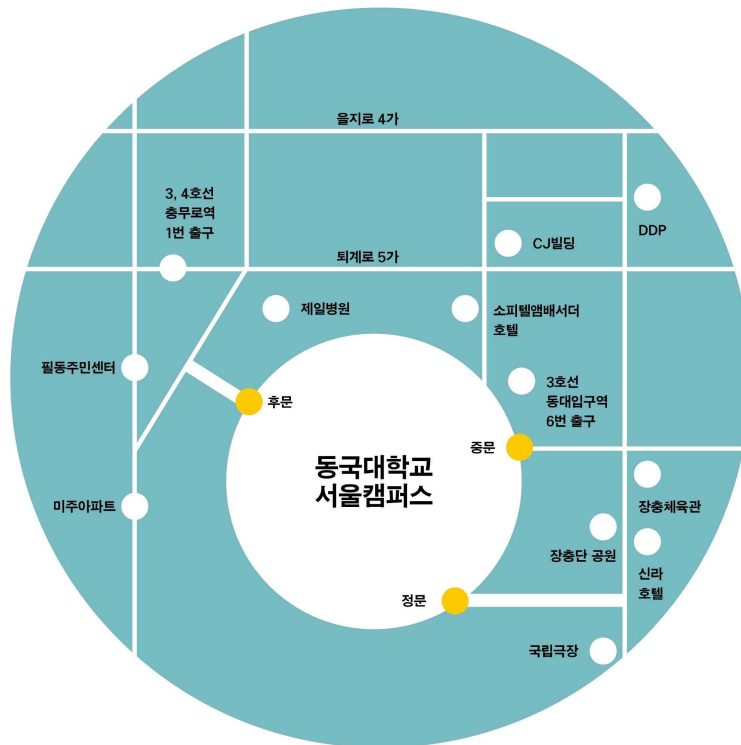 을지로 4가
3, 4호선
충무로역
1번 출구
DDP
CJ빌딩
퇴계로 5가
제일병원
소피텔앰배서더
호텔
필동주민센터
3호선
동대입구역
6번 출구
후문
중문
동국대학교
서울캠퍼스
미주아파트
장충체육관
장충단 공원
신라
호텔
정문
국립극장